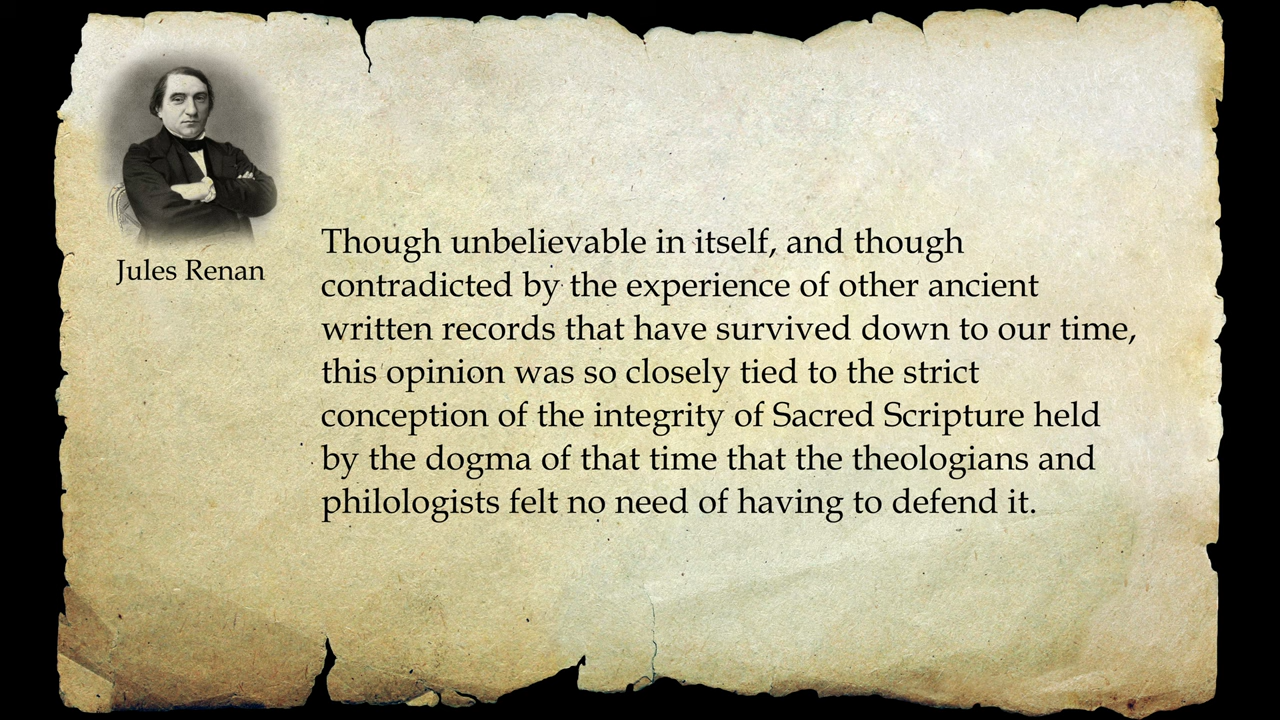 Jules Renan
Though unbelievable in itself, and though
contradicted by the experience of other ancient
written records that have survived down to our time,
this opinion was so closely tied to the strict
conception of the integrity of Sacred Scripture held
by the dogma of that time that the theologians and
philologists felt no need of having to defend it.